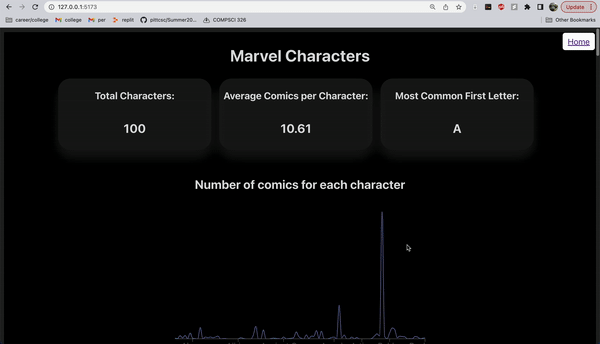 127.0.0.1:5173
Update
career/college
college
per
replit
pittcsc/Summer20...
COMPSCI 326
Other Bookmarks
Home
Marvel Characters
Total Characters:
100
Average Comics per Character:
10.61
Most Common First Letter:
A
Number of comics for each character